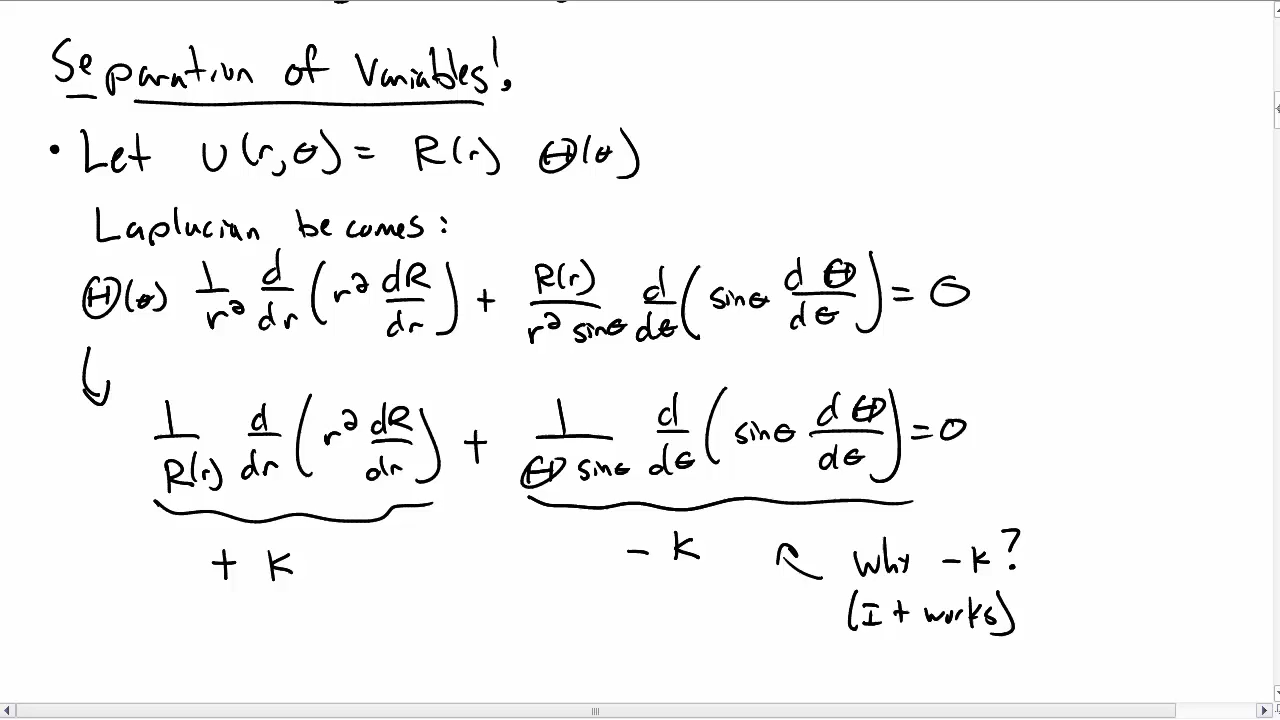 Separation of Variables!
• Let U(r,θ) = R(r) Θ(θ)
Laplacian becomes:
Θ(θ) 1/r² d/dr (r² dR/dr) + R(r)/(r² sinθ) d/dθ (sinθ dΘ/dθ) = 0
1/R(r) d/dr (r² dR/dr) + 1/(Θ sinθ) d/dθ (sinθ dΘ/dθ) = 0
+ K - K
Why -K?
(It works)